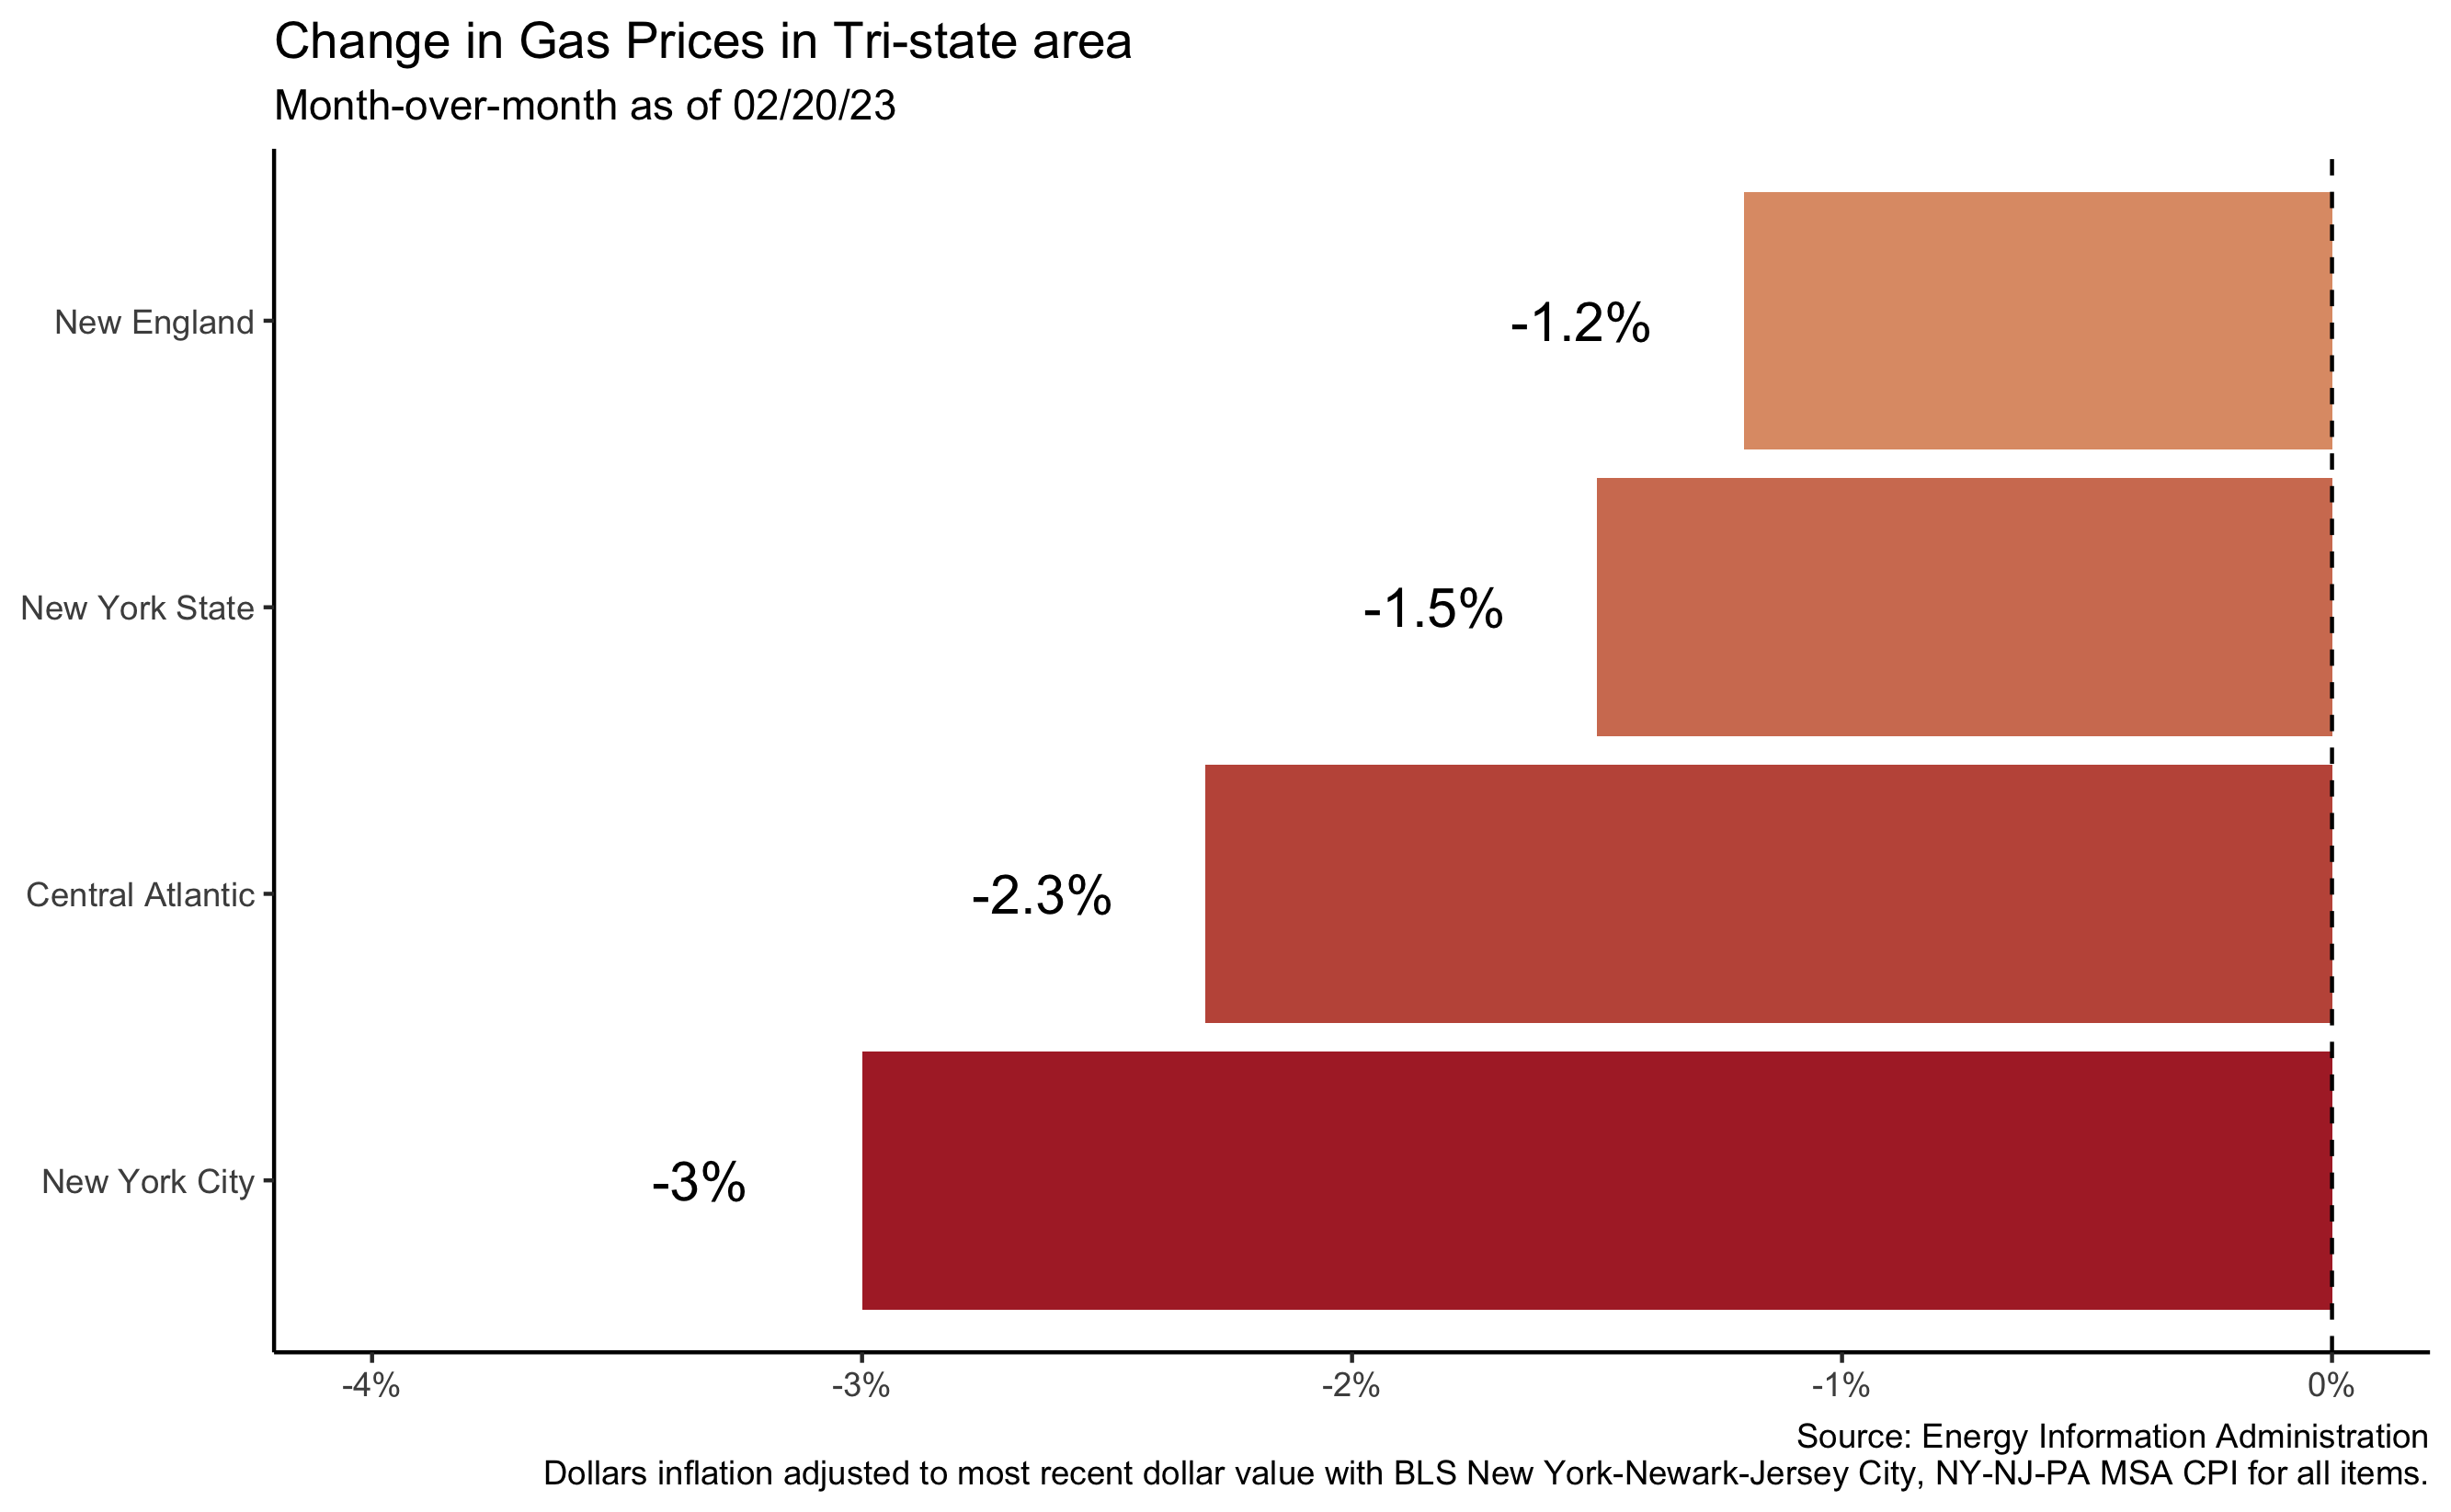 Change in Gas Prices in Tri-state area
Month-over-month as of 02/20/23
New England
-1.2%
New York State
-1.5%
Central Atlantic
-2.3%
New York City
-3%
-4%
-3%
-2%
-1%
0%
Source: Energy Information Administration
Dollars inflation adjusted to most recent dollar value with BLS New York-Newark-Jersey City, NY-NJ-PA MSA CPI for all items.